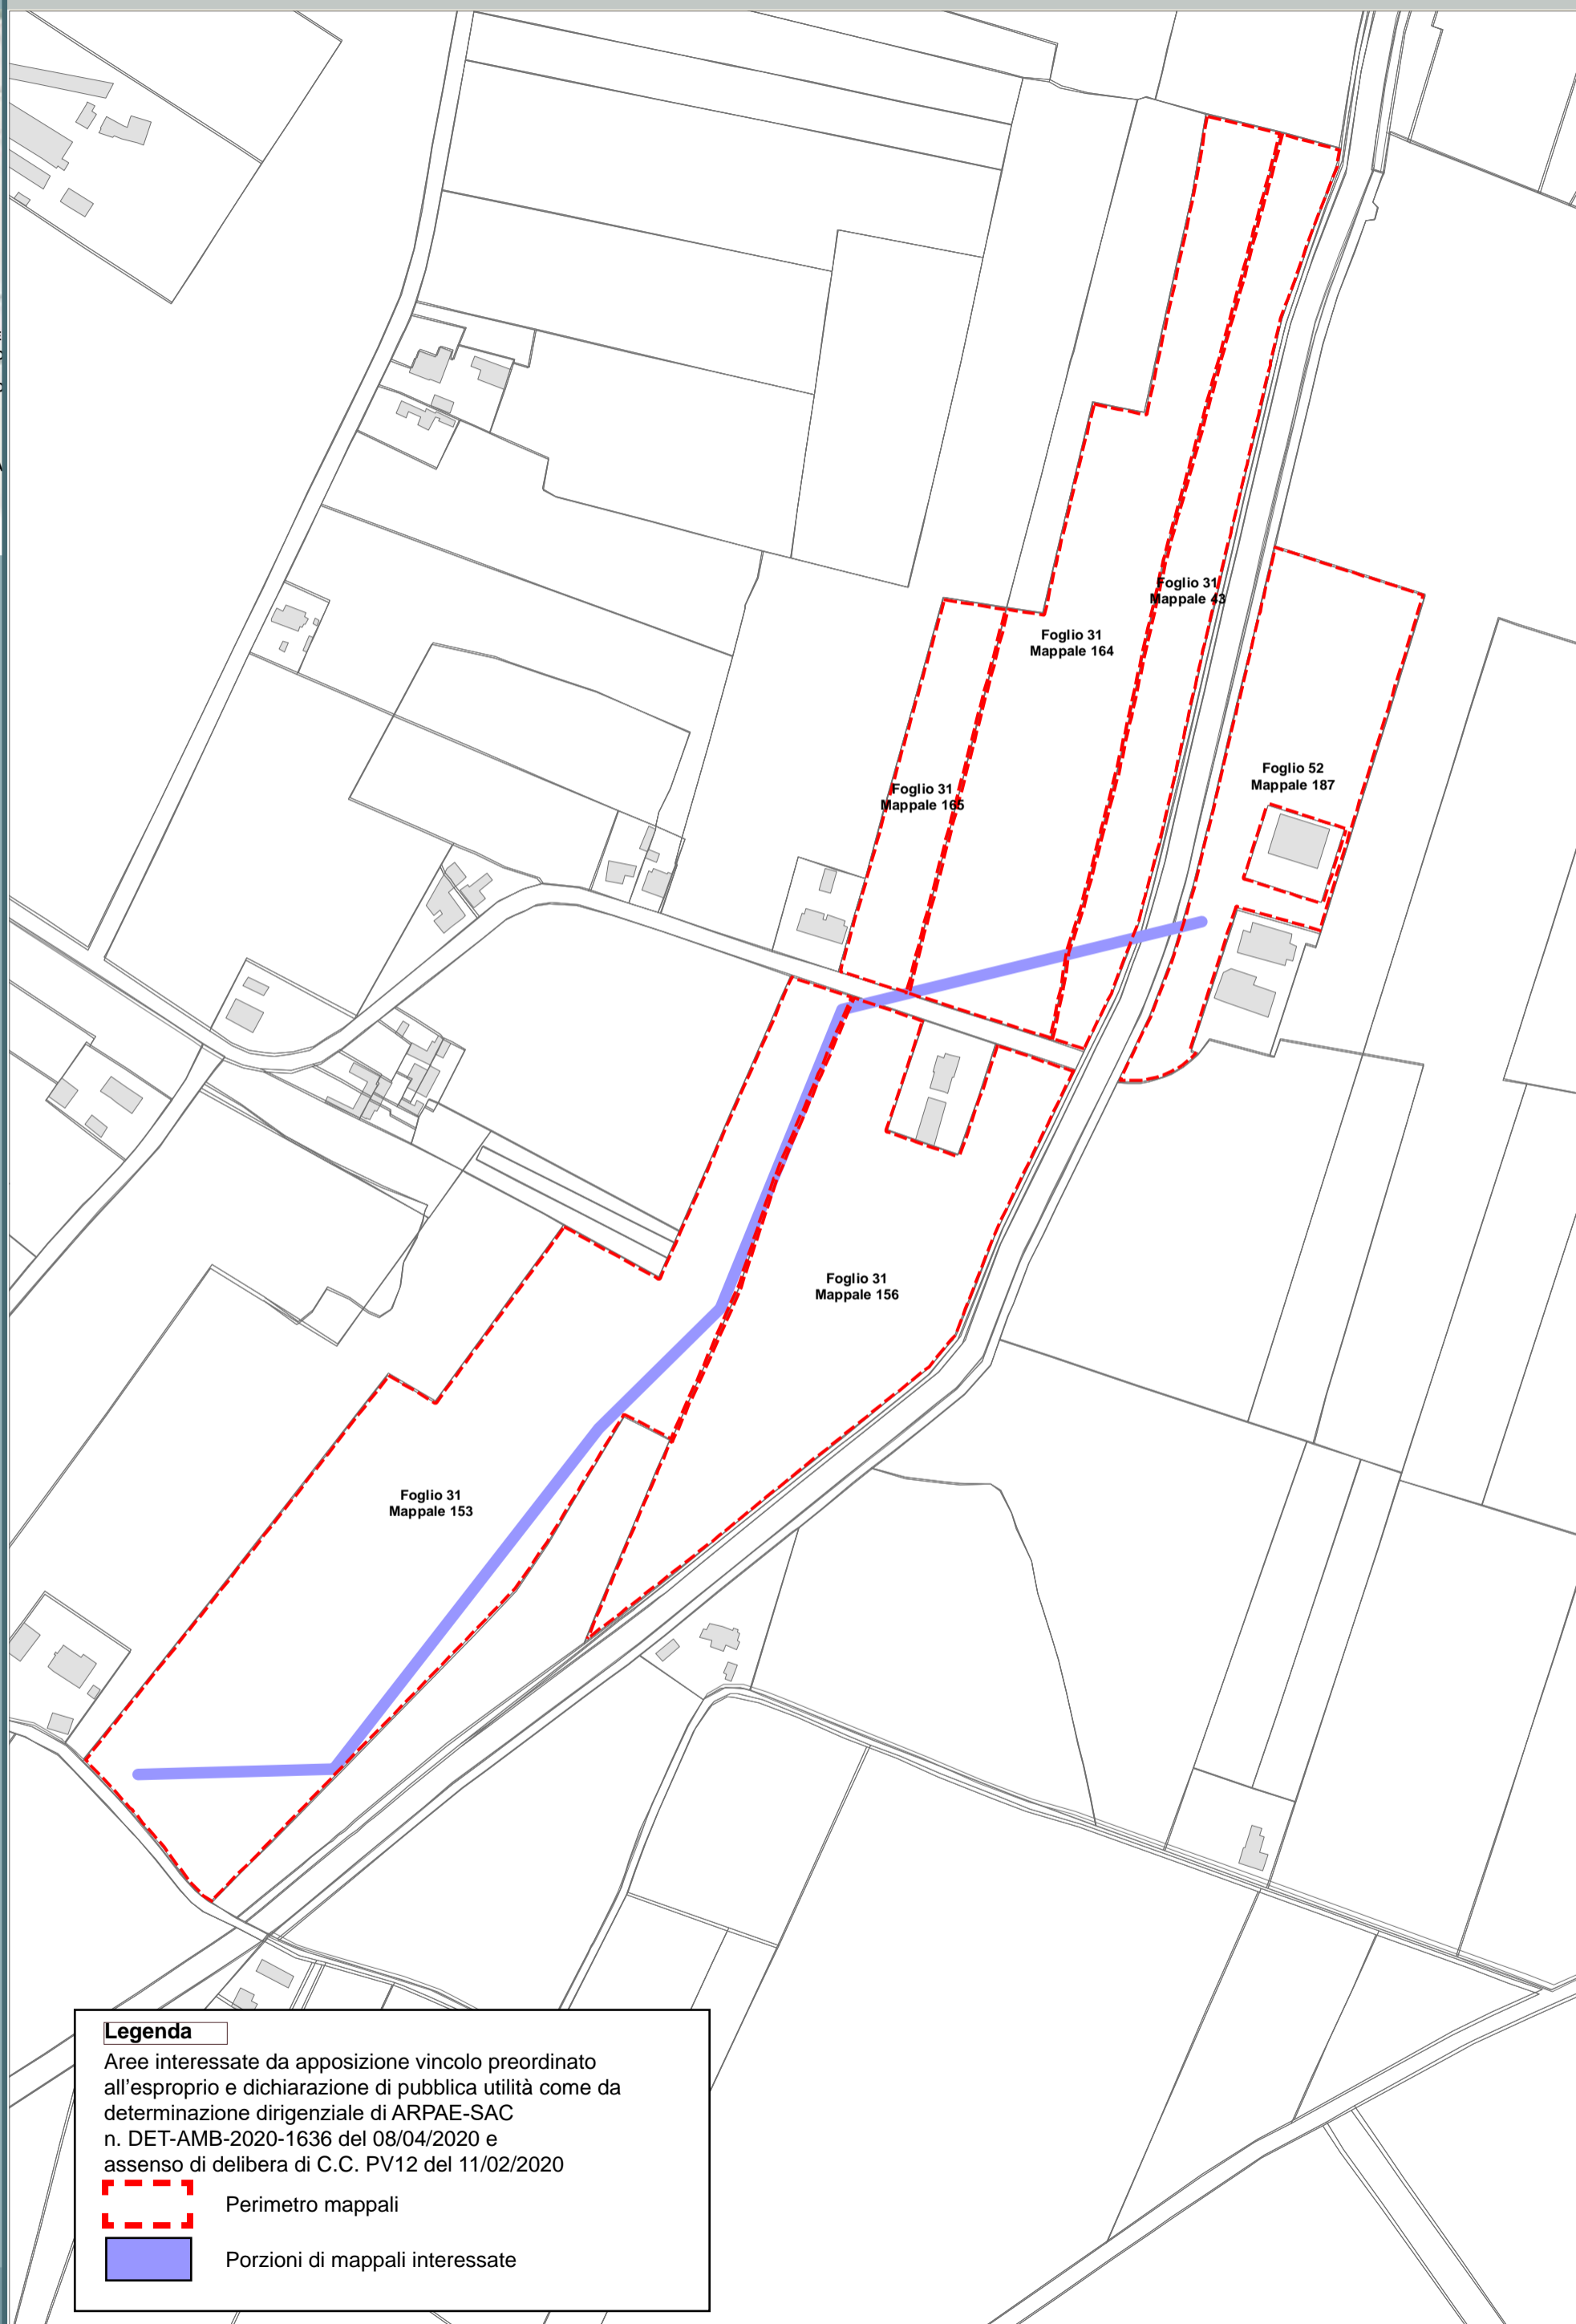 Foglio 31
Mappale 43
Foglio 31
Mappale 164
Foglio 52
Mappale 187
Foglio 31
Mappale 165
Foglio 31
Mappale 156
Foglio 31
Mappale 153
Legenda
Aree interessate da apposizione vincolo preordinato
all'esproprio e dichiarazione di pubblica utilità come da
determinazione dirigenziale di ARPAE-SAC
n. DET-AMB-2020-1636 del 08/04/2020 e
assenso di delibera di C.C. PV12 del 11/02/2020
Perimetro mappali
Porzioni di mappali interessate